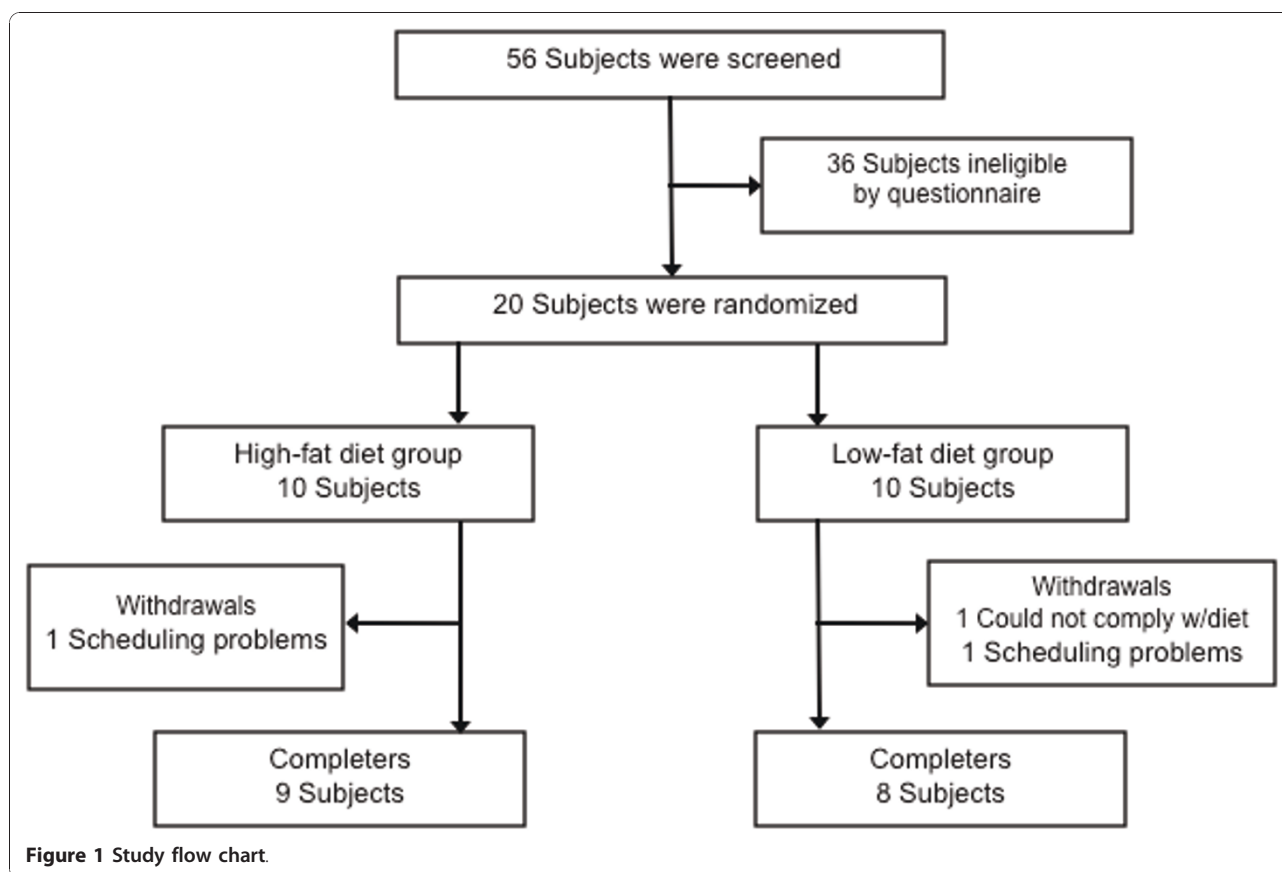 56 Subjects were screened
36 Subjects ineligible
by questionnaire
20 Subjects were randomized
High-fat diet group
10 Subjects
Low-fat diet group
10 Subjects
Withdrawals
1 Scheduling problems
Withdrawals
1 Could not comply w/diet
1 Scheduling problems
Completers
9 Subjects
Completers
8 Subjects
Figure 1 Study flow chart.